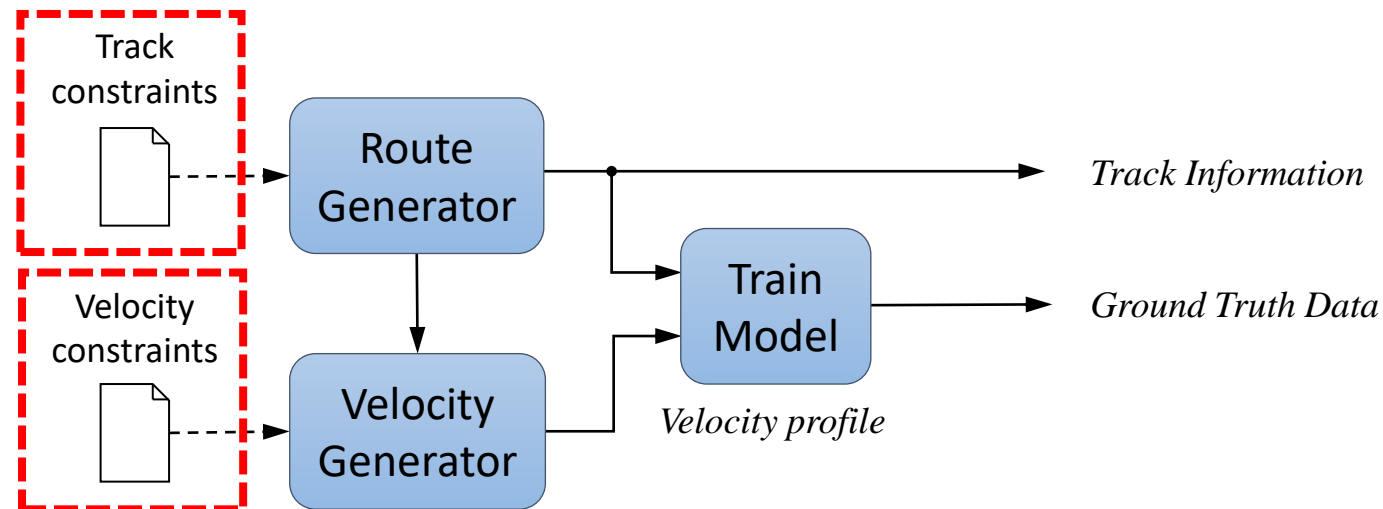 Track
constraints
Route
Generator
Track Information
Velocity
constraints
Train
Model
Ground Truth Data
Velocity
Generator
Velocity profile